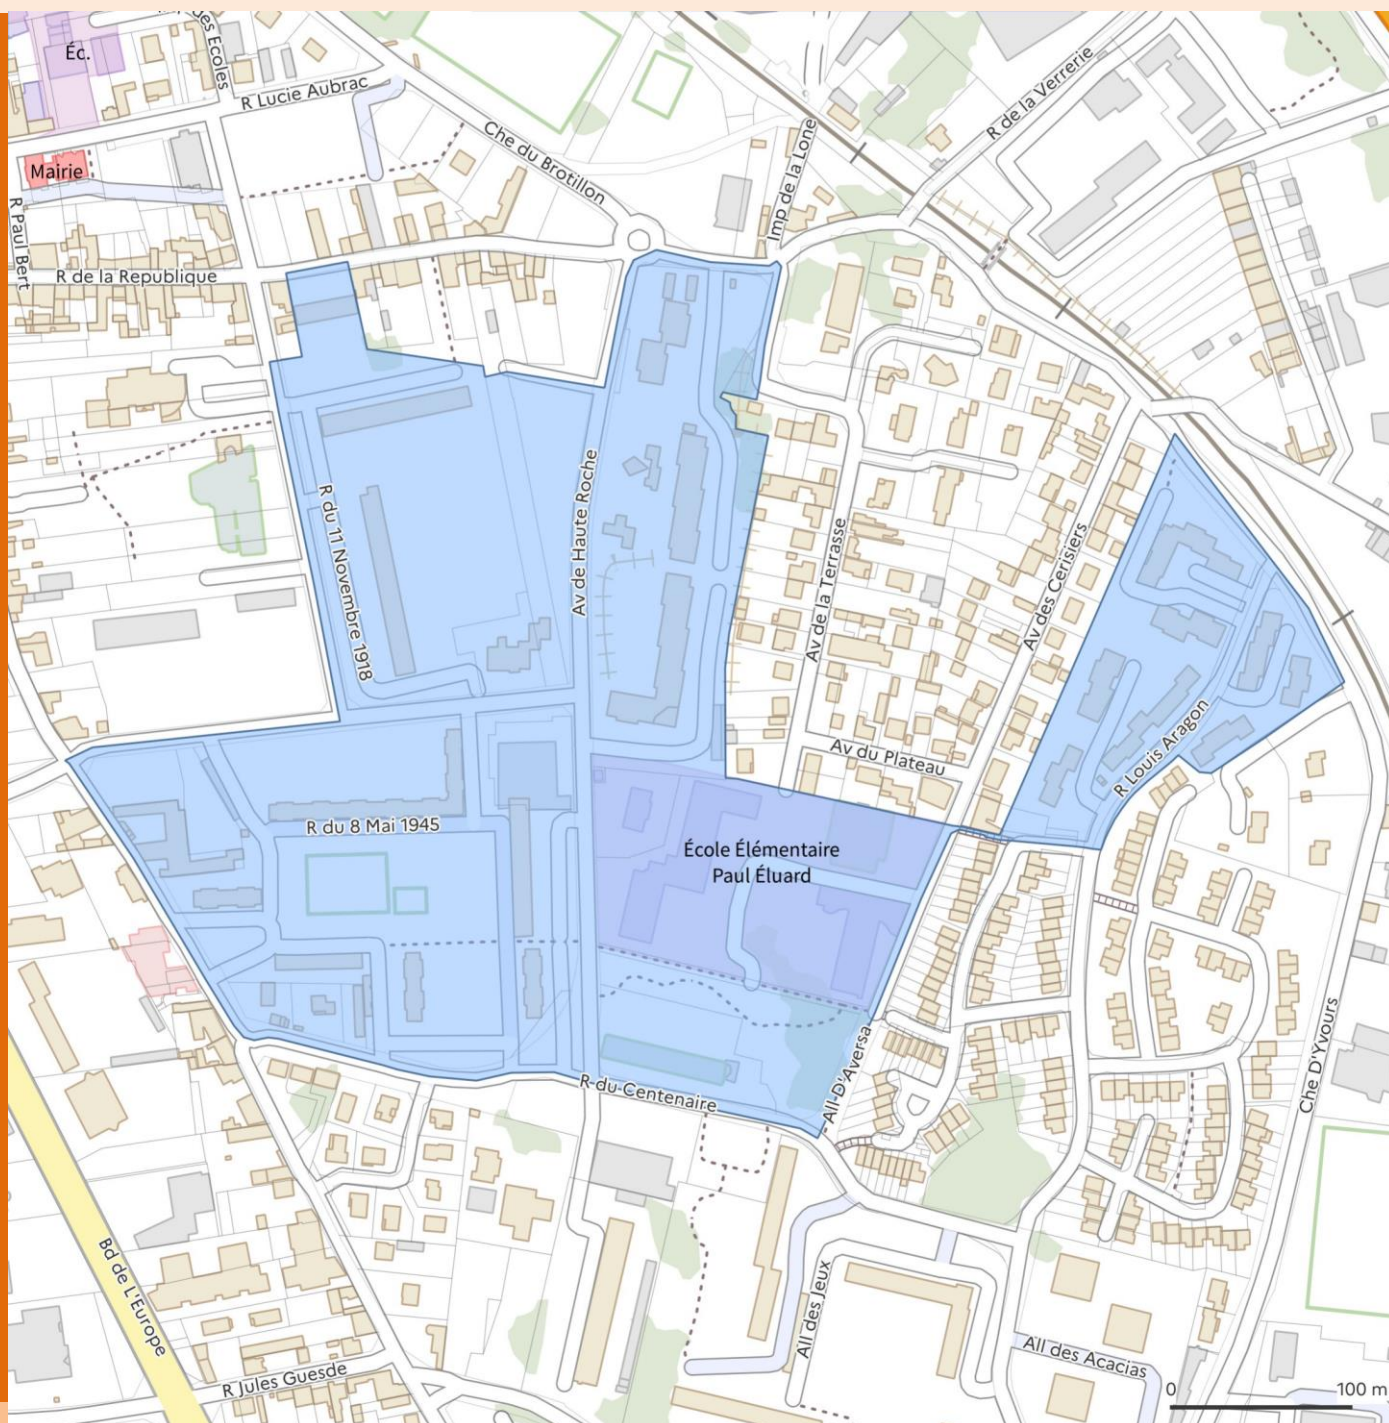 Éc.
des Ecoles
R Lucie Aubrac
Che du Brotillon
R de la Verrerie
Mairie
Imp de la Lone
R Paul Bert
R de la Republique
Av de Haute Roche
R du 11 Novembre 1918
Av de la Terrasse
Av des Cerisiers
R Louis Aragon
Av du Plateau
R du 8 Mai 1945
École Élémentaire
Paul Éluard
R du Centenaire
All D'Aversa
Che D'Yvours
Bd de L'Europe
All des Jeux
All des Acacias
R Jules Guesde
0
100 m